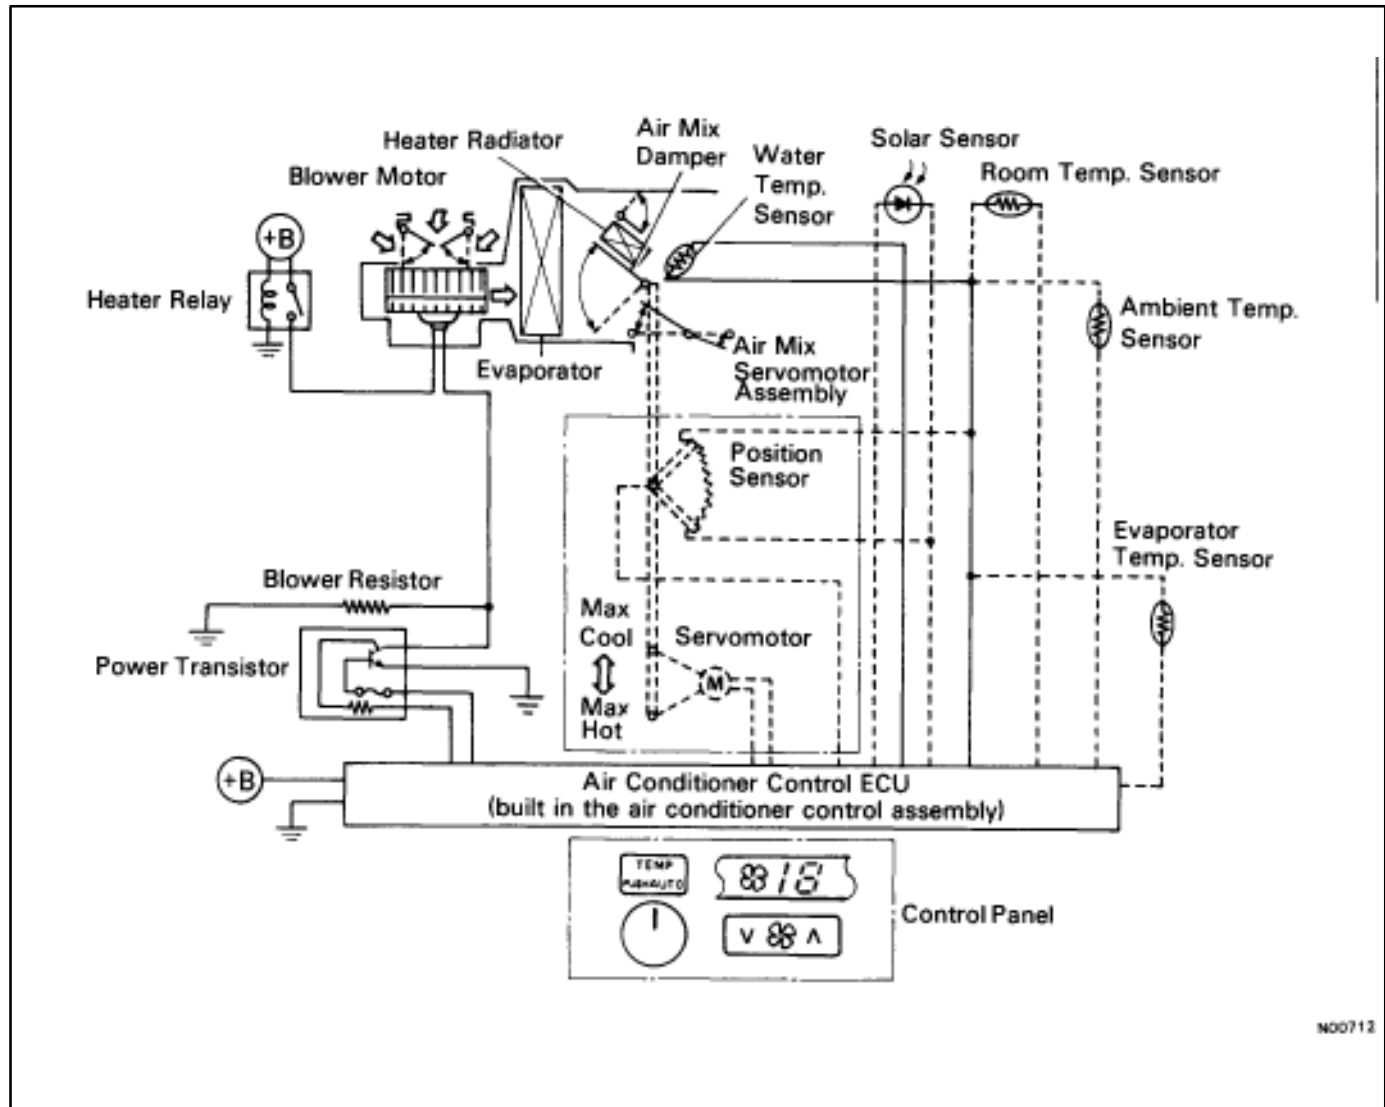 Heater Radiator
Air Mix
Damper
Blower Motor
Water
Temp.
Sensor
Solar Sensor
Room Temp. Sensor
+B
Heater Relay
Ambient Temp.
Sensor
Evaporator
Air Mix
Servomotor
Assembly
Position
Sensor
Evaporator
Temp. Sensor
Blower Resistor
Max
Cool
Max
Hot
Servomotor
M
Power Transistor
+B
Air Conditioner Control ECU
(built in the air conditioner control assembly)
TEMP
PUSH AUTO
18
Control Panel
N00712